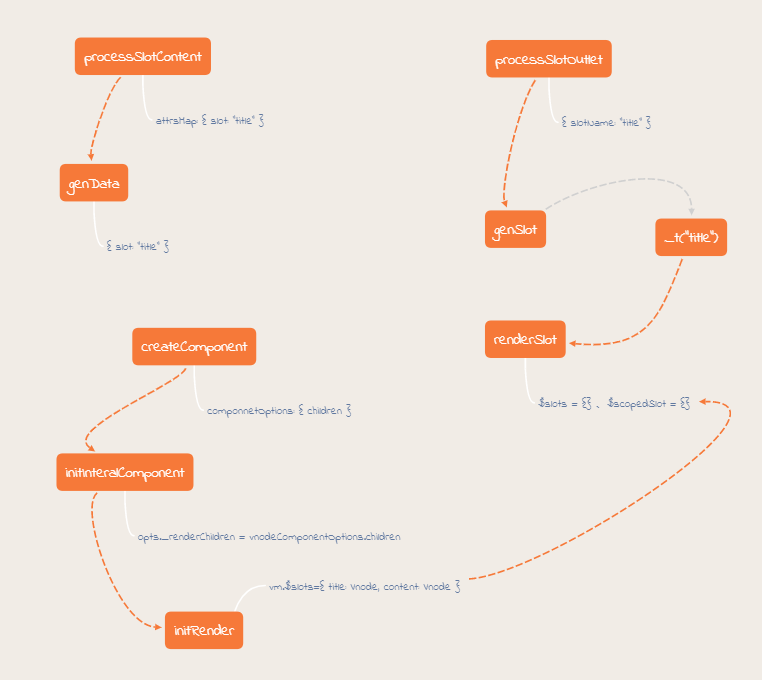 processSlotContent
attrsMap: { slot: "title" }
genData
{ slot: "title" }
processSlotOutlet
{ slotName: "title" }
genSlot
_t("title")
renderSlot
$slots = {} 、 $scopedSlot = {}
createComponent
componnetoptions: { children }
initInteralComponent
opts._renderChildren = vnodeComponentoptions.children
vm.$slots={ title: Vnode, content: Vnode }
initRender